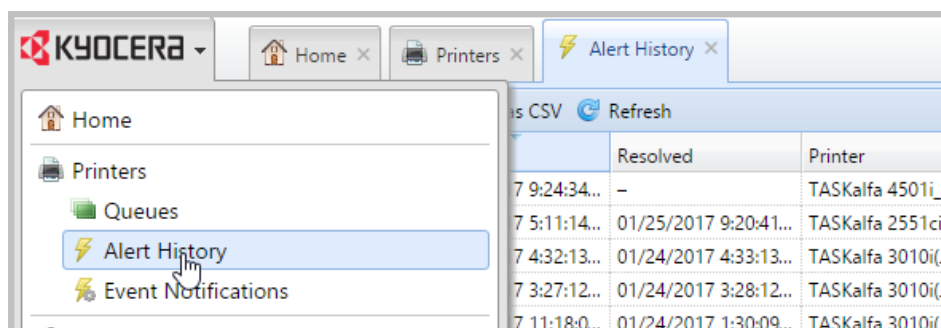 KYOCERA
Home Printers Alert History
Home
as CSV Refresh
Resolved Printer
Printers
7 9:24:34... – TASKalfa 4501i_
Queues
7 5:11:14... 01/25/2017 9:20:41... TASKalfa 2551ci
Alert History
7 4:32:13... 01/24/2017 4:33:13... TASKalfa 3010i(
Event Notifications
7 3:27:12... 01/24/2017 3:28:12... TASKalfa 3010i(
7 11:18:0... 01/24/2017 1:30:09... TASKalfa 3010i(